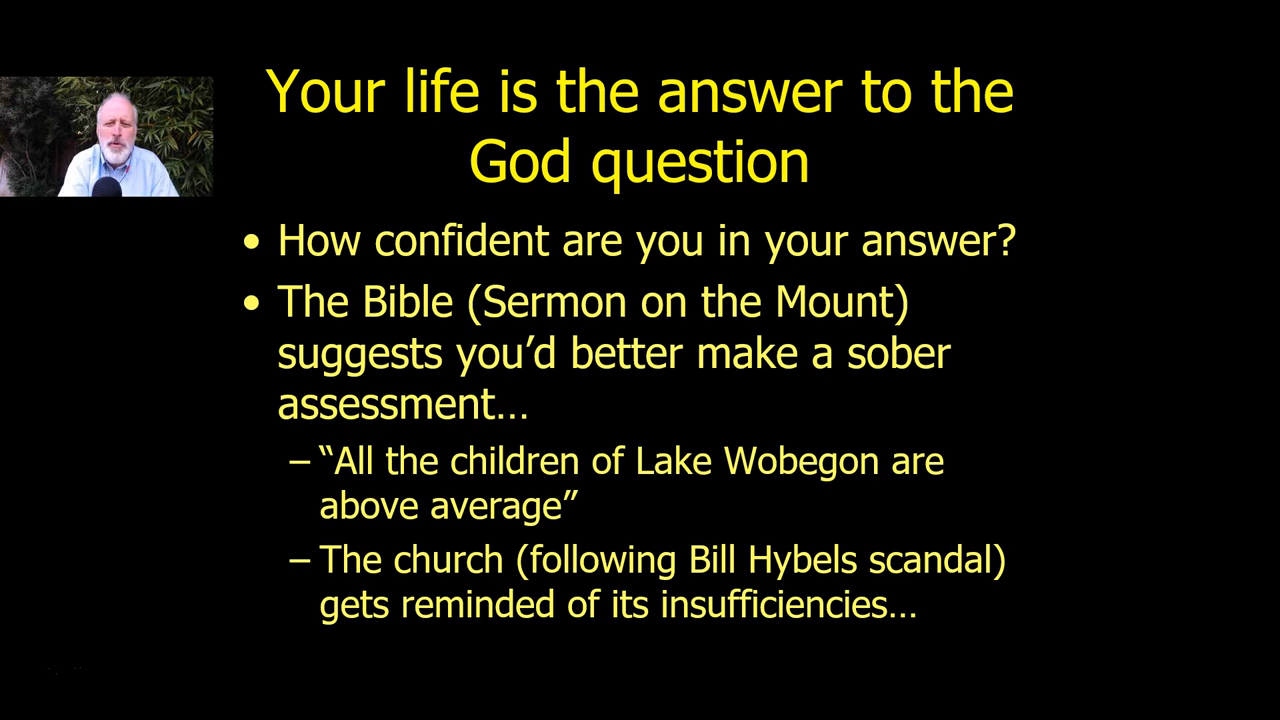 Your life is the answer to the
God question
• How confident are you in your answer?
• The Bible (Sermon on the Mount)
suggests you’d better make a sober
assessment…
– “All the children of Lake Wobegon are
above average”
– The church (following Bill Hybels scandal)
gets reminded of its insufficiencies…